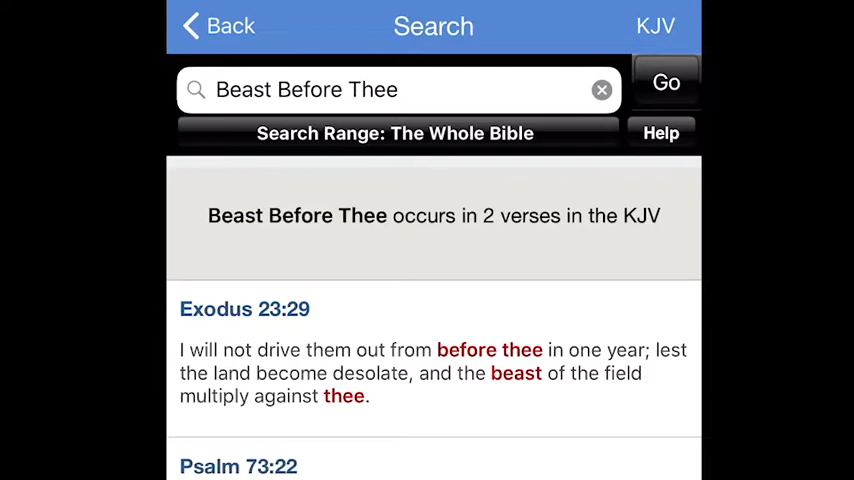 Back Search KJV
Beast Before Thee Go
Search Range: The Whole Bible Help
Beast Before Thee occurs in 2 verses in the KJV
Exodus 23:29
I will not drive them out from before thee in one year; lest
the land become desolate, and the beast of the field
multiply against thee.
Psalm 73:22